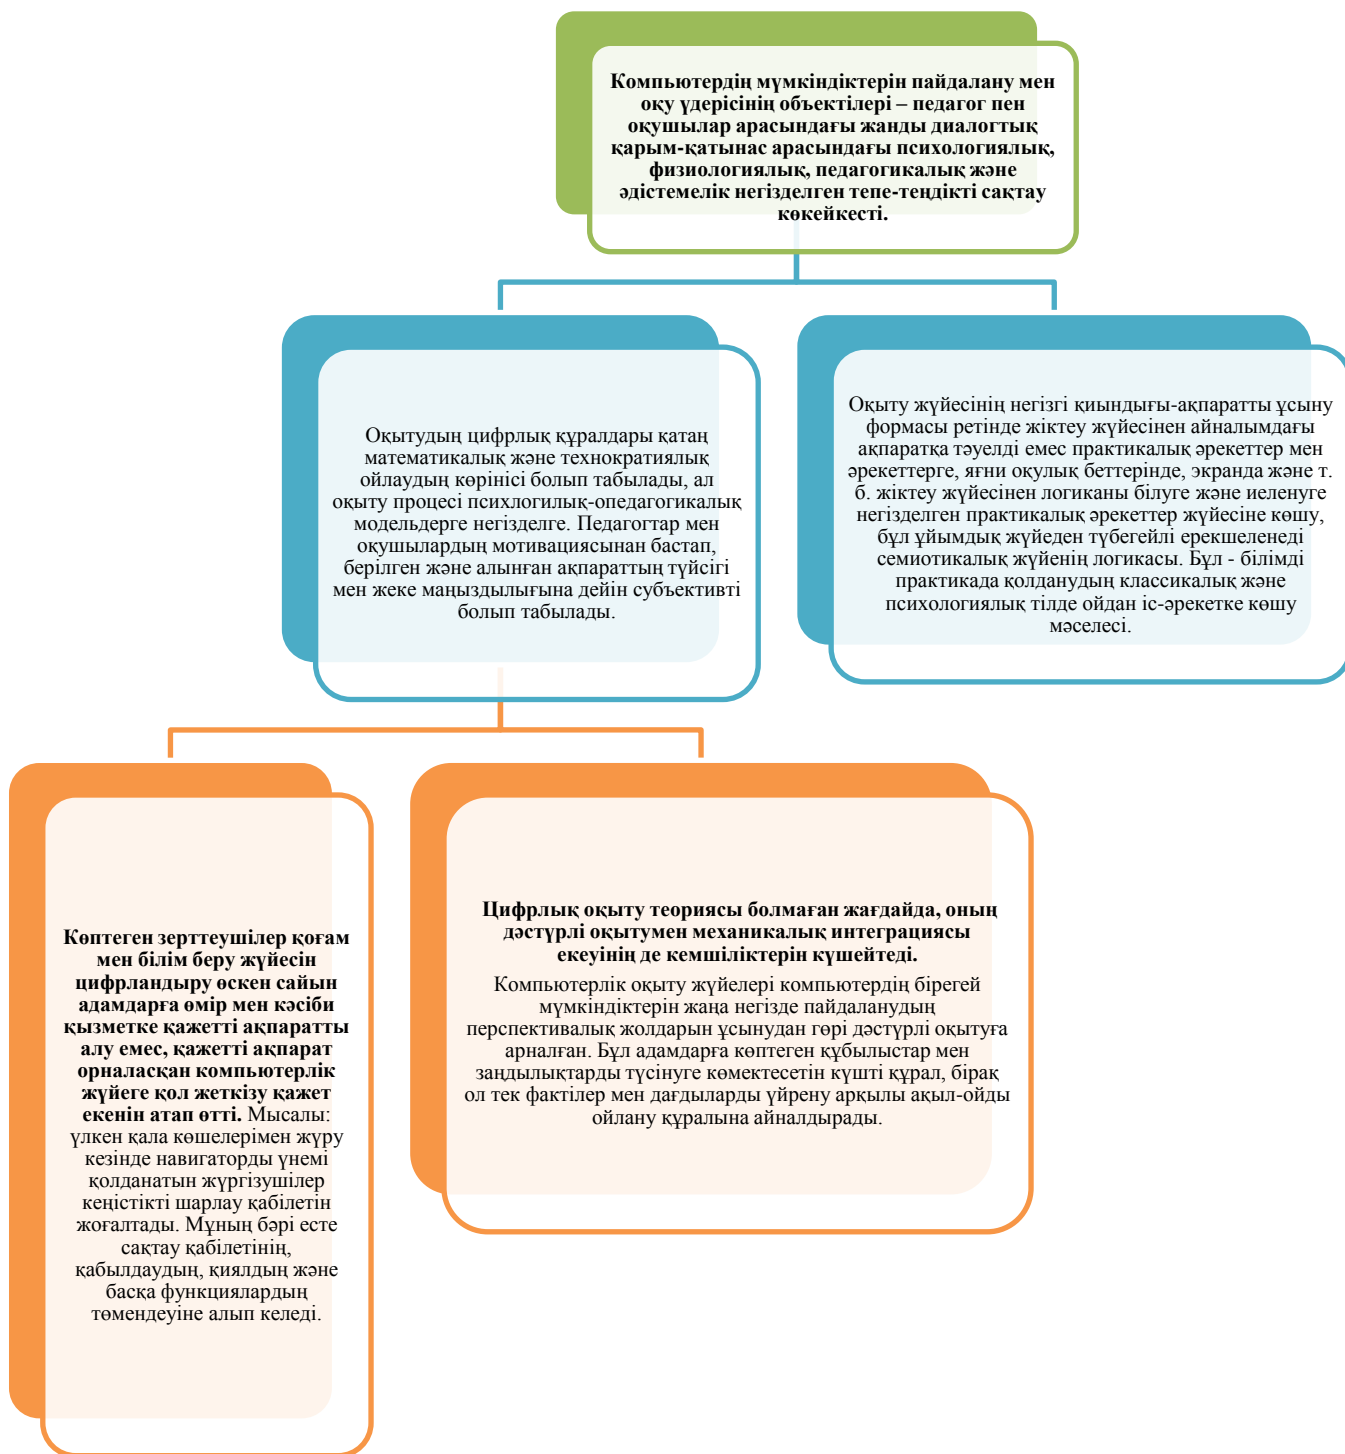 Компьютердің мүмкіндіктерін пайдалану мен
оқу үдерісінің объектілері – педагог пен
оқушылар арасындағы жанды диалогтық
қарым-қатынас арасындағы психологиялық,
физиологиялық, педагогикалық және
әдістемелік негізделген тепе-теңдікті сақтау
көкейкесті.
Оқытудың цифрлық құралдары қатаң
математикалық және технократиялық
ойлаудың көрінісі болып табылады, ал
оқыту процесі психлогилық-опедагогикалық
модельдерге негізделге. Педагогтар мен
оқушылардың мотивациясынан бастап,
берілген және алынған ақпараттың түйсігі
мен жеке маңыздылығына дейін субъективті
болып табылады.
Оқыту жүйесінің негізгі қиындығы-ақпаратты ұсыну
формасы ретінде жіктеу жүйесінен айналымдағы
ақпаратқа тәуелді емес практикалық әрекеттер мен
әрекеттерге, яғни оқулық беттерінде, экранда және т.
б. жіктеу жүйесінен логиканы білуге және иеленуге
негізделген практикалық әрекеттер жүйесіне көшу,
бұл ұйымдық жүйеден түбегейлі ерекшеленеді
семиотикалық жүйенің логикасы. Бұл - білімді
практикада қолданудың классикалық және
психологиялық тілде ойдан іс-әрекетке көшу
мәселесі.
Көптеген зерттеушілер қоғам
мен білім беру жүйесін
цифрландыру өскен сайын
адамдарға өмір мен кәсіби
қызметке қажетті ақпаратты
алу емес, қажетті ақпарат
орналасқан компьютерлік
жүйеге қол жеткізу қажет
екенін атап өтті. Мысалы:
үлкен қала көшелерімен жүру
кезінде навигаторды үнемі
қолданатын жүргізушілер
кеңістікті шарлау қабілетін
жоғалтады. Мұның бәрі есте
сақтау қабілетінің,
қабылдаудың, қиялдың және
басқа функциялардың
төмендеуіне алып келеді.
Цифрлық оқыту теориясы болмаған жағдайда, оның
дәстүрлі оқытумен механикалық интеграциясы
екеуінің де кемшіліктерін күшейтеді.
Компьютерлік оқыту жүйелері компьютердің бірегей
мүмкіндіктерін жаңа негізде пайдаланудың
перспективалық жолдарын ұсынудан гөрі дәстүрлі оқытуға
арналған. Бұл адамдарға көптеген құбылыстар мен
заңдылықтарды түсінуге көмектесетін күшті құрал, бірақ
ол тек фактілер мен дағдыларды үйрену арқылы ақыл-ойды
ойлану құралына айналдырады.